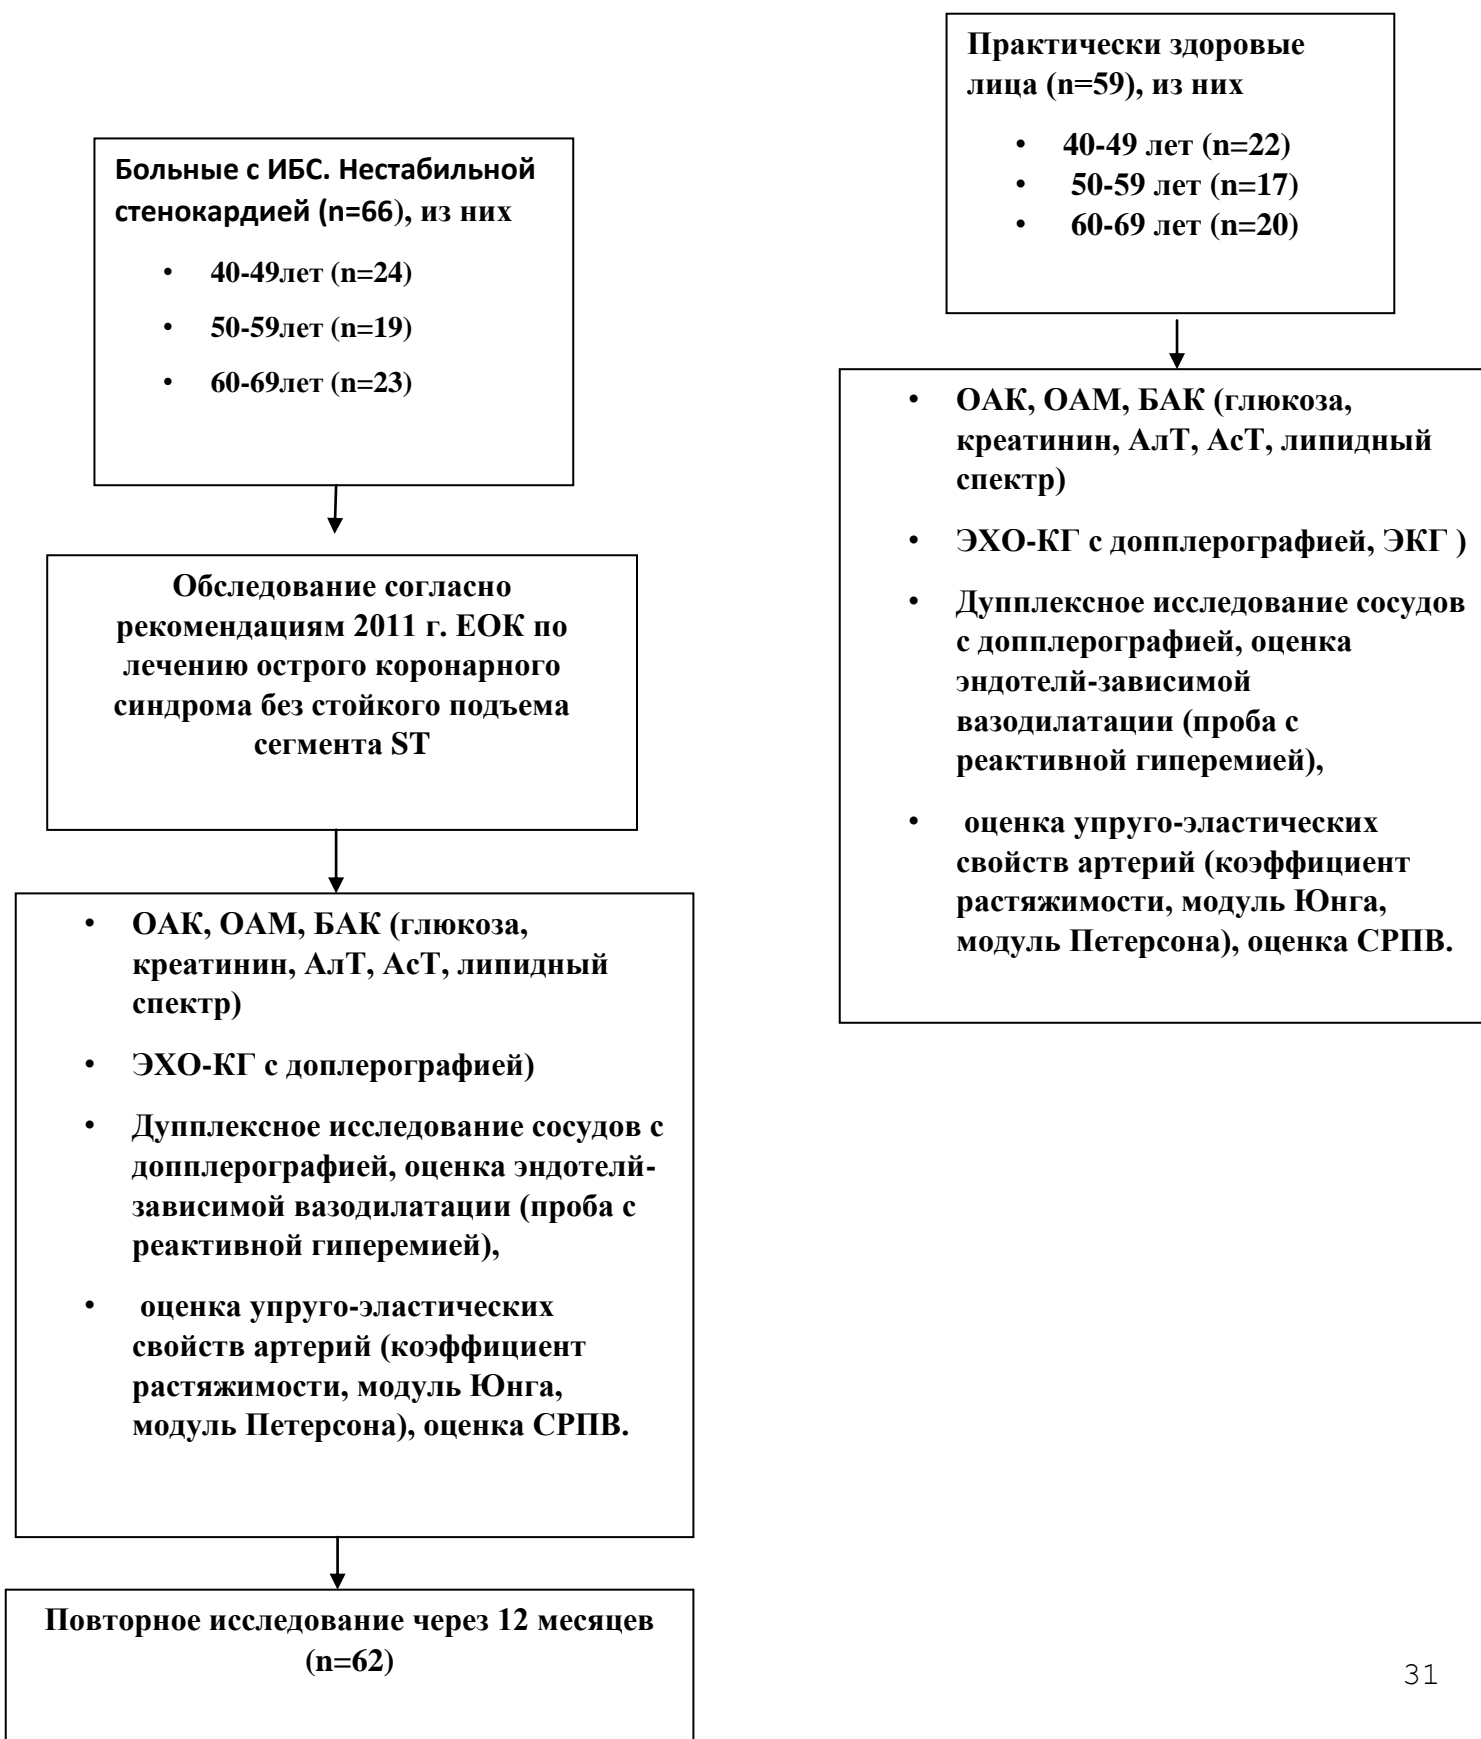 Практически здоровые
лица (n=59), из них
• 40-49 лет (n=22)
• 50-59 лет (n=17)
• 60-69 лет (n=20)
Больные с ИБС. Нестабильной
стенокардией (n=66), из них
• 40-49лет (n=24)
• 50-59лет (n=19)
• 60-69лет (n=23)
Обследование согласно
рекомендациям 2011 г. ЕОК по
лечению острого коронарного
синдрома без стойкого подъема
сегмента ST
• ОАК, ОАМ, БАК (глюкоза,
креатинин, АлТ, АсТ, липидный
спектр)
• ЭХО-КГ с допплерографией, ЭКГ )
• Дупплексное исследование сосудов
с допплерографией, оценка
эндотелй-зависимой
вазодилатации (проба с
реактивной гиперемией),
• оценка упруго-эластических
свойств артерий (коэффициент
растяжимости, модуль Юнга,
модуль Петерсона), оценка СРПВ.
• ОАК, ОАМ, БАК (глюкоза,
креатинин, АлТ, АсТ, липидный
спектр)
• ЭХО-КГ с доплерографией)
• Дупплексное исследование сосудов с
допплерографией, оценка эндотелй-
зависимой вазодилатации (проба с
реактивной гиперемией),
• оценка упруго-эластических
свойств артерий (коэффициент
растяжимости, модуль Юнга,
модуль Петерсона), оценка СРПВ.
Повторное исследование через 12 месяцев
(n=62)
31